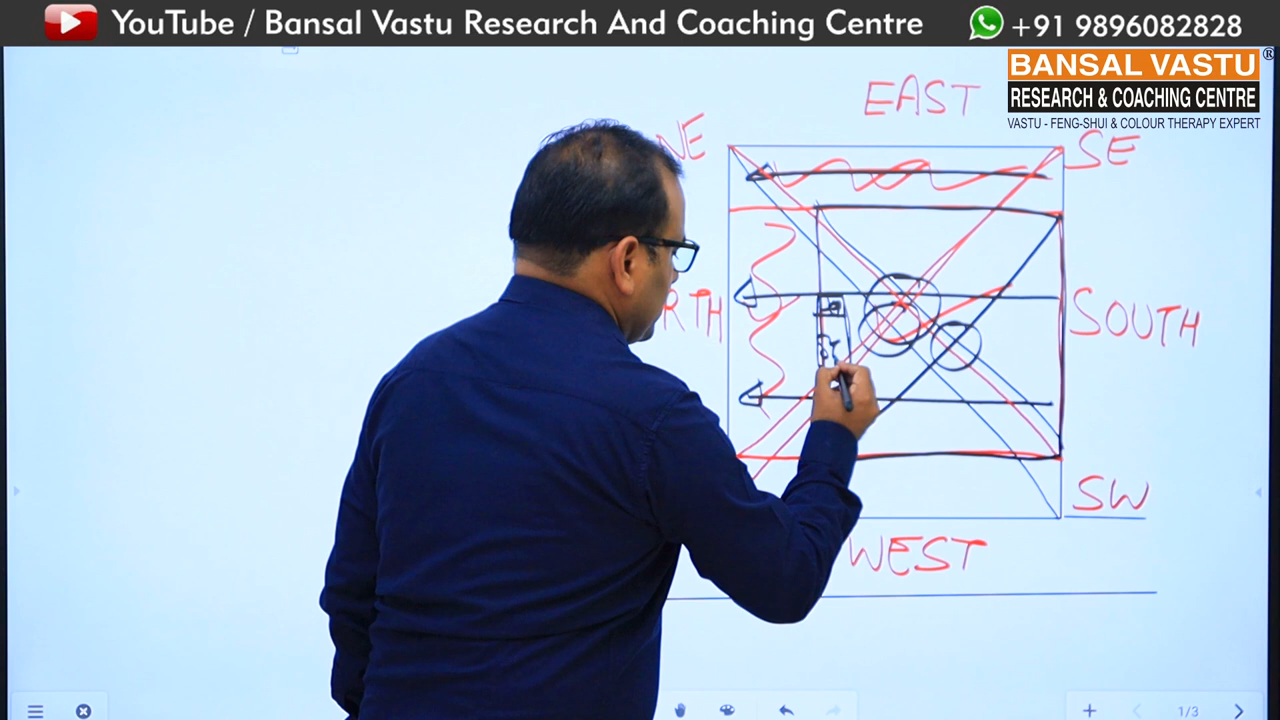 YouTube / Bansal Vastu Research And Coaching Centre
+91 9896082828
BANSAL VASTU®
RESEARCH & COACHING CENTRE
VASTU - FENG-SHUI & COLOUR THERAPY EXPERT
EAST
NE
SE
RTH
SOUTH
SW
WEST
1/3